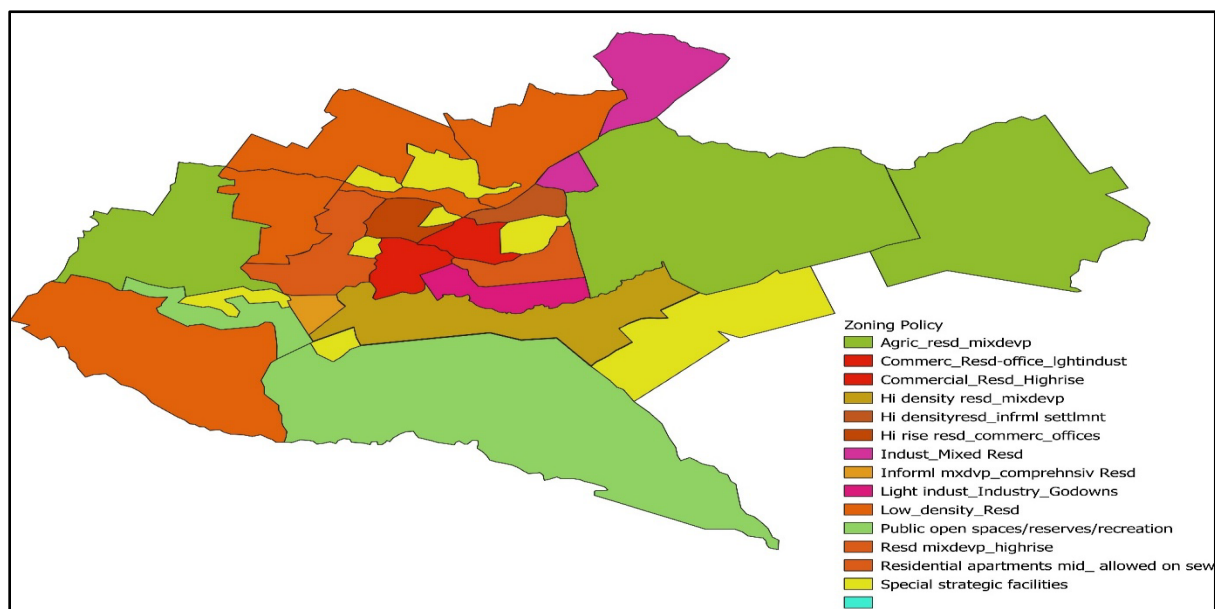 Zoning Policy
Agric_resd_mixdevp
Commerc_Resd-office_lghtindust
Commercial_Resd_Highrise
Hi density resd_mixdevp
Hi densityresd_infrml settlmnt
Hi rise resd_commerc_offices
Indust_Mixed Resd
Informl mxdvp_comprehnsiv Resd
Light indust_Industry_Godowns
Low_density_Resd
Public open spaces/reserves/recreation
Resd mixdevp_highrise
Residential apartments mid_ allowed on sew
Special strategic facilities